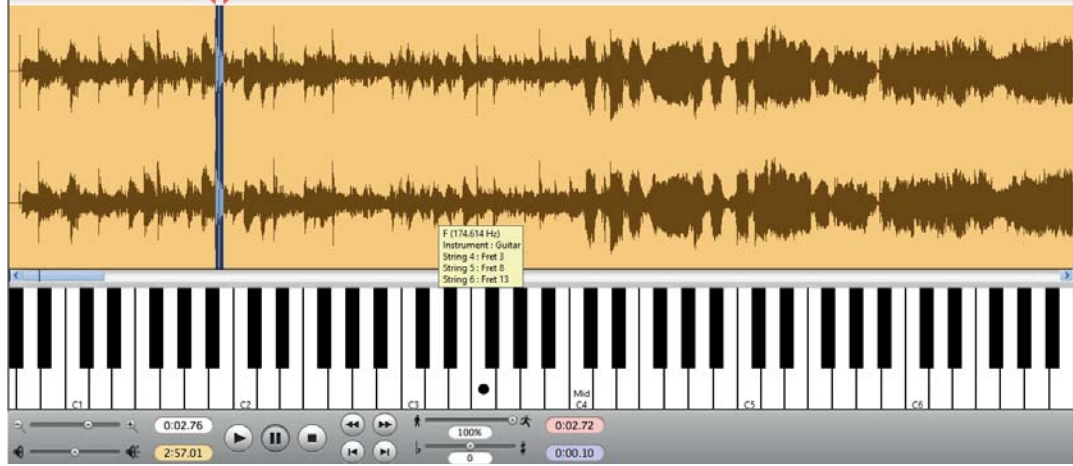 F (174.614 Hz)
Instrument : Guitar
String 4 : Fret 3
String 5 : Fret 8
String 6 : Fret 13
Mid
C1 C2 C3 C4 C5 C6
0:02.76 100% 0:02.72
2:57.01 0 0:00.10